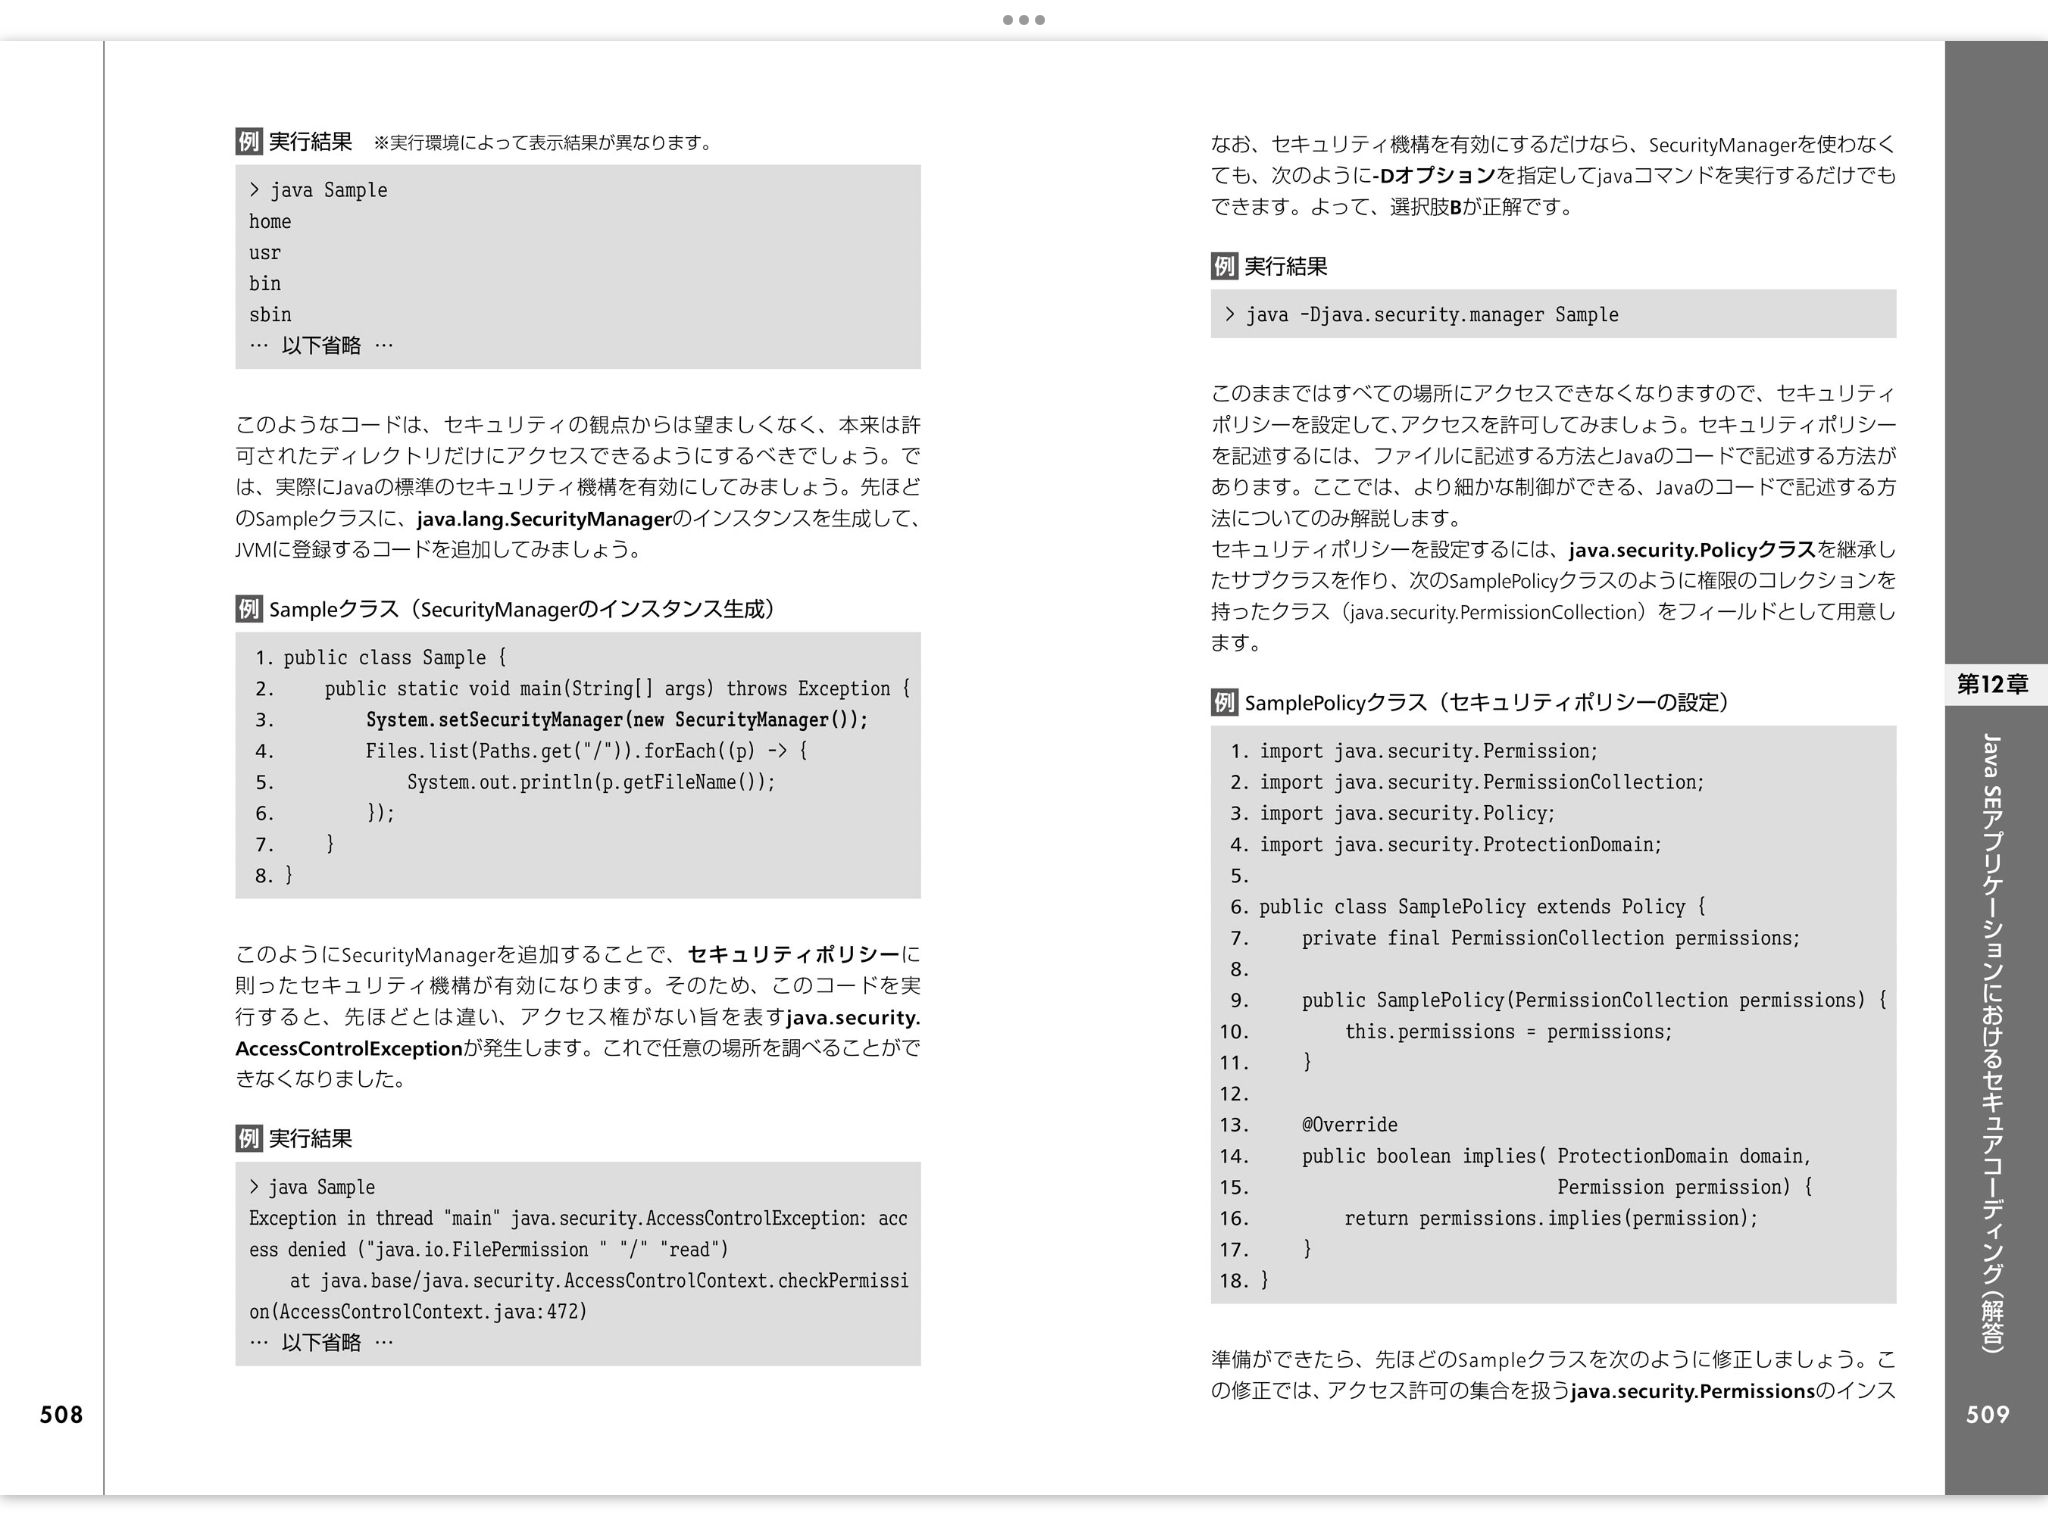 例 実行結果 ※実行環境によって表示結果が異なります。
> java Sample
home
usr
bin
sbin
… 以下省略 …
このようなコードは、セキュリティの観点からは望ましくなく、本来は許
可されたディレクトリだけにアクセスできるようにするべきでしょう。で
は、実際にJavaの標準のセキュリティ機構を有効にしてみましょう。先ほど
のSampleクラスに、java.lang.SecurityManagerのインスタンスを生成して、
JVMに登録するコードを追加してみましょう。
例 Sampleクラス（SecurityManagerのインスタンス生成）
1. public class Sample {
2.     public static void main(String[] args) throws Exception {
3.         System.setSecurityManager(new SecurityManager());
4.         Files.list(Paths.get("/")).forEach((p) -> {
5.             System.out.println(p.getFileName());
6.         });
7.     }
8. }
このようにSecurityManagerを追加することで、セキュリティポリシーに
則ったセキュリティ機構が有効になります。そのため、このコードを実
行すると、先ほどとは違い、アクセス権がない旨を表すjava.security.
AccessControlExceptionが発生します。これで任意の場所を調べることがで
きなくなりました。
例 実行結果
> java Sample
Exception in thread "main" java.security.AccessControlException: acc
ess denied ("java.io.FilePermission " "/" "read")
    at java.base/java.security.AccessControlContext.checkPermissi
on(AccessControlContext.java:472)
… 以下省略 …
508
なお、セキュリティ機構を有効にするだけなら、SecurityManagerを使わなく
ても、次のように-Dオプションを指定してjavaコマンドを実行するだけでも
できます。よって、選択肢Bが正解です。
例 実行結果
> java -Djava.security.manager Sample
このままではすべての場所にアクセスできなくなりますので、セキュリティ
ポリシーを設定して、アクセスを許可してみましょう。セキュリティポリシー
を記述するには、ファイルに記述する方法とJavaのコードで記述する方法が
あります。ここでは、より細かな制御ができる、Javaのコードで記述する方
法についてのみ解説します。
セキュリティポリシーを設定するには、java.security.Policyクラスを継承し
たサブクラスを作り、次のSamplePolicyクラスのように権限のコレクションを
持ったクラス（java.security.PermissionCollection）をフィールドとして用意し
ます。
例 SamplePolicyクラス（セキュリティポリシーの設定）
1. import java.security.Permission;
2. import java.security.PermissionCollection;
3. import java.security.Policy;
4. import java.security.ProtectionDomain;
5.
6. public class SamplePolicy extends Policy {
7.     private final PermissionCollection permissions;
8.
9.     public SamplePolicy(PermissionCollection permissions) {
10.         this.permissions = permissions;
11.     }
12.
13.     @Override
14.     public boolean implies( ProtectionDomain domain,
15.                             Permission permission) {
16.         return permissions.implies(permission);
17.     }
18. }
準備ができたら、先ほどのSampleクラスを次のように修正しましょう。こ
の修正では、アクセス許可の集合を扱うjava.security.Permissionsのインス
第12章
Java SEアプリケーションにおけるセキュアコーディング（解答）
509